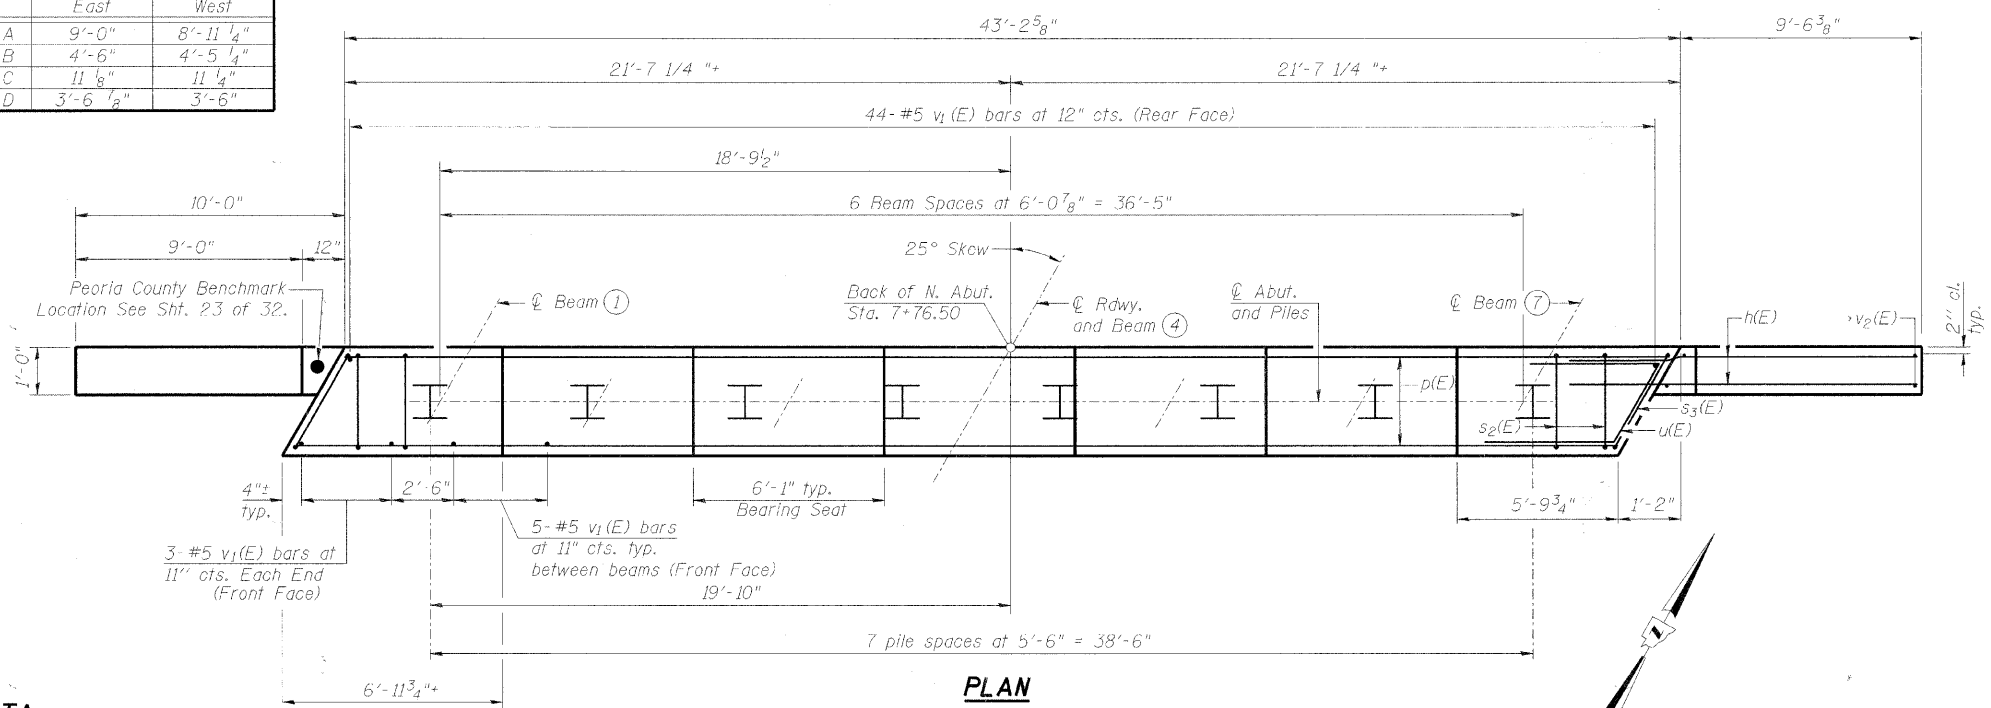 East West
A 9'-0" 8'-11 1/4"
B 4'-6" 4'-5 1/4"
C 11 1/8" 11 1/4"
D 3'-6 7/8" 3'-6"
43'-2 5/8" 9'-6 3/8"
21'-7 1/4 "± 21'-7 1/4 "±
44-#5 v1(E) bars at 12" cts. (Rear Face)
18'-9 1/2"
10'-0" 6 Beam Spaces at 6'-0 7/8" = 36'-5"
9'-0" 12" 25° Skew
Peoria County Benchmark
Location See Sht. 23 of 32.
℄ Beam 1
Back of N. Abut.
Sta. 7+76.50
℄ Rdwy.
and Beam 4
℄ Abut.
and Piles
℄ Beam 7
h(E)
v2(E)
2" cl.
typ.
1'-0"
p(E)
s2(E)
s3(E)
u(E)
4"±
typ.
2'-6"
6'-1" typ.
Bearing Seat
5'-9 3/4" 1'-2"
3-#5 v1(E) bars at
11" cts. Each End
(Front Face)
5-#5 v1(E) bars
at 11" cts. typ.
between beams (Front Face)
19'-10"
7 pile spaces at 5'-6" = 38'-6"
6'-11 3/4"±
PLAN
Z